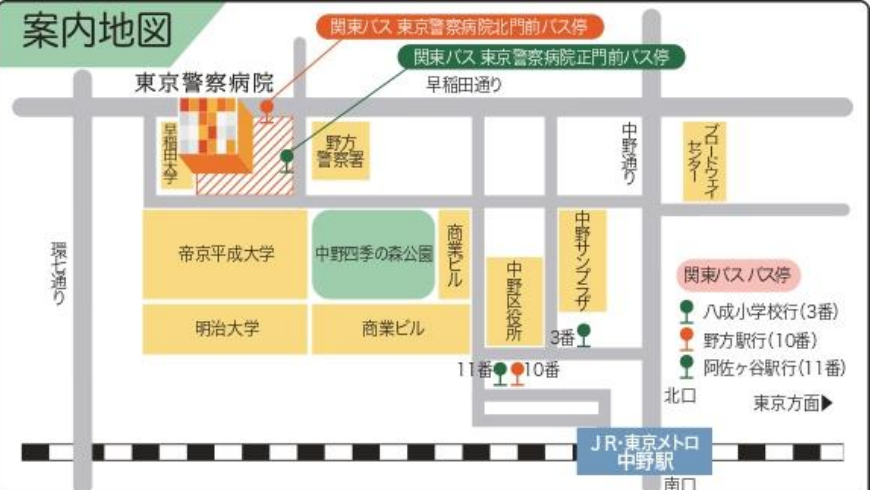 案内地図
関東バス 東京警察病院北門前バス停
関東バス 東京警察病院正門前バス停
東京警察病院
早稲田通り
早稲田大学
野方
警察署
中野通り
ブロードウェイ
センター
環七通り
帝京平成大学
中野四季の森公園
商業ビル
中野区役所
中野サンプラザ
明治大学
商業ビル
関東バス バス停
八成小学校行(3番)
野方駅行(10番)
阿佐ヶ谷駅行(11番)
3番
11番
10番
北口
東京方面▶
JR・東京メトロ
中野駅
南口